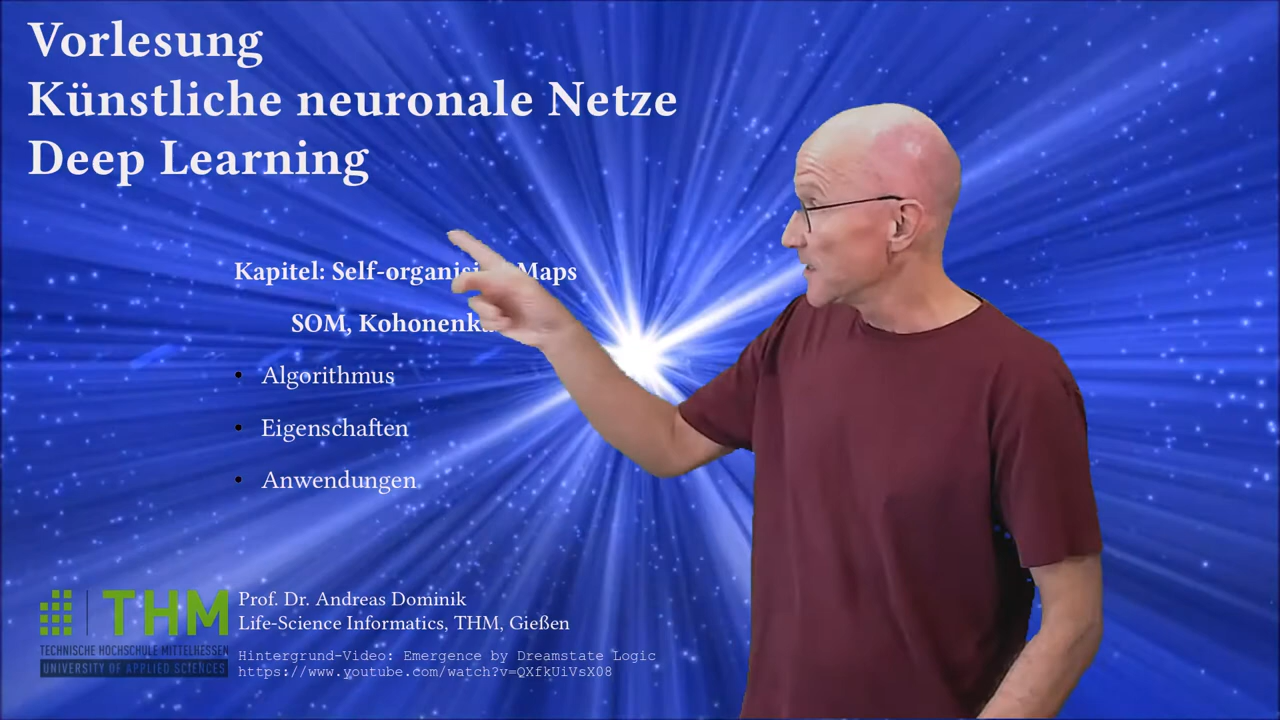 Vorlesung
Künstliche neuronale Netze
Deep Learning
Kapitel: Self-organisi Maps
SOM, Kohonenk
• Algorithmus
• Eigenschaften
• Anwendungen
THM
TECHNISCHE HOCHSCHULE MITTELHESSEN
UNIVERSITY OF APPLIED SCIENCES
Prof. Dr. Andreas Dominik
Life-Science Informatics, THM, Gießen
Hintergrund-Video: Emergence by Dreamstate Logic
https://www.youtube.com/watch?v=QXfkUiVsX08